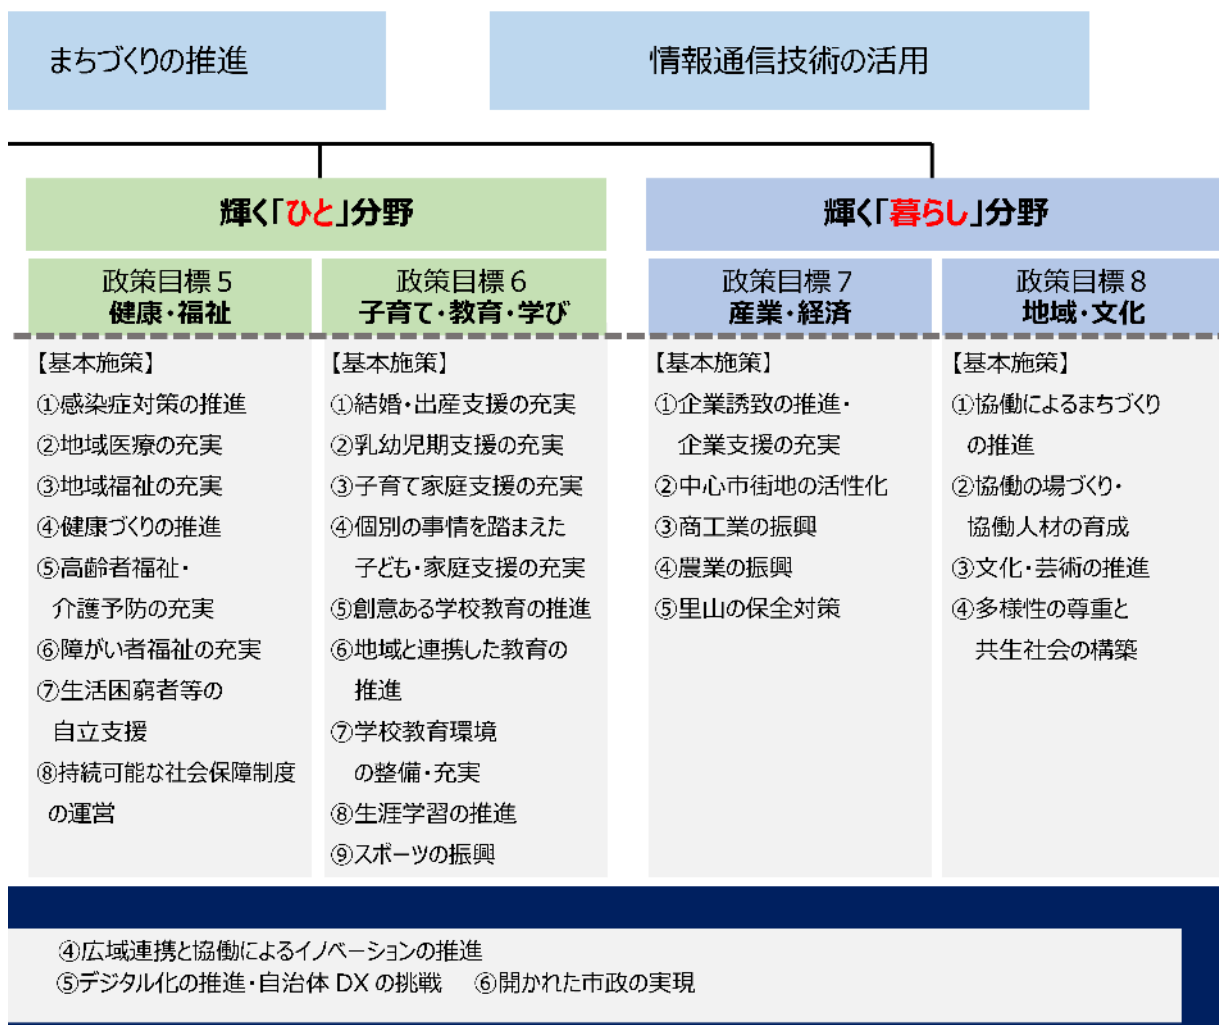 まちづくりの推進
情報通信技術の活用
輝く「ひと」分野
政策目標5
健康・福祉
【基本施策】
①感染症対策の推進
②地域医療の充実
③地域福祉の充実
④健康づくりの推進
⑤高齢者福祉・
介護予防の充実
⑥障がい者福祉の充実
⑦生活困窮者等の
自立支援
⑧持続可能な社会保障制度
の運営
政策目標6
子育て・教育・学び
【基本施策】
①結婚・出産支援の充実
②乳幼児期支援の充実
③子育て家庭支援の充実
④個別の事情を踏まえた
子ども・家庭支援の充実
⑤創意ある学校教育の推進
⑥地域と連携した教育の
推進
⑦学校教育環境
の整備・充実
⑧生涯学習の推進
⑨スポーツの振興
輝く「暮らし」分野
政策目標7
産業・経済
【基本施策】
①企業誘致の推進・
企業支援の充実
②中心市街地の活性化
③商工業の振興
④農業の振興
⑤里山の保全対策
政策目標8
地域・文化
【基本施策】
①協働によるまちづくり
の推進
②協働の場づくり・
協働人材の育成
③文化・芸術の推進
④多様性の尊重と
共生社会の構築
④広域連携と協働によるイノベーションの推進
⑤デジタル化の推進・自治体 DX の挑戦 ⑥開かれた市政の実現